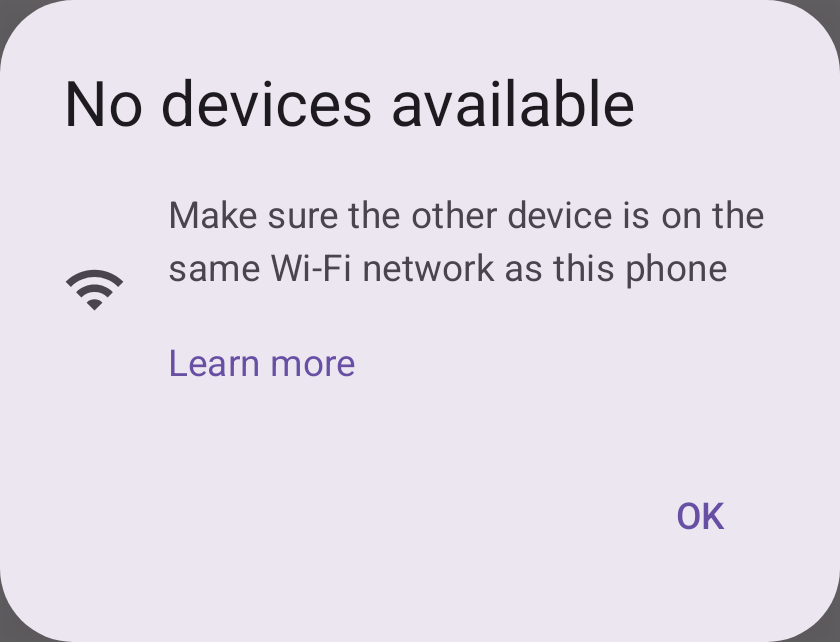 No devices available
Make sure the other device is on the
same Wi-Fi network as this phone
Learn more
OK